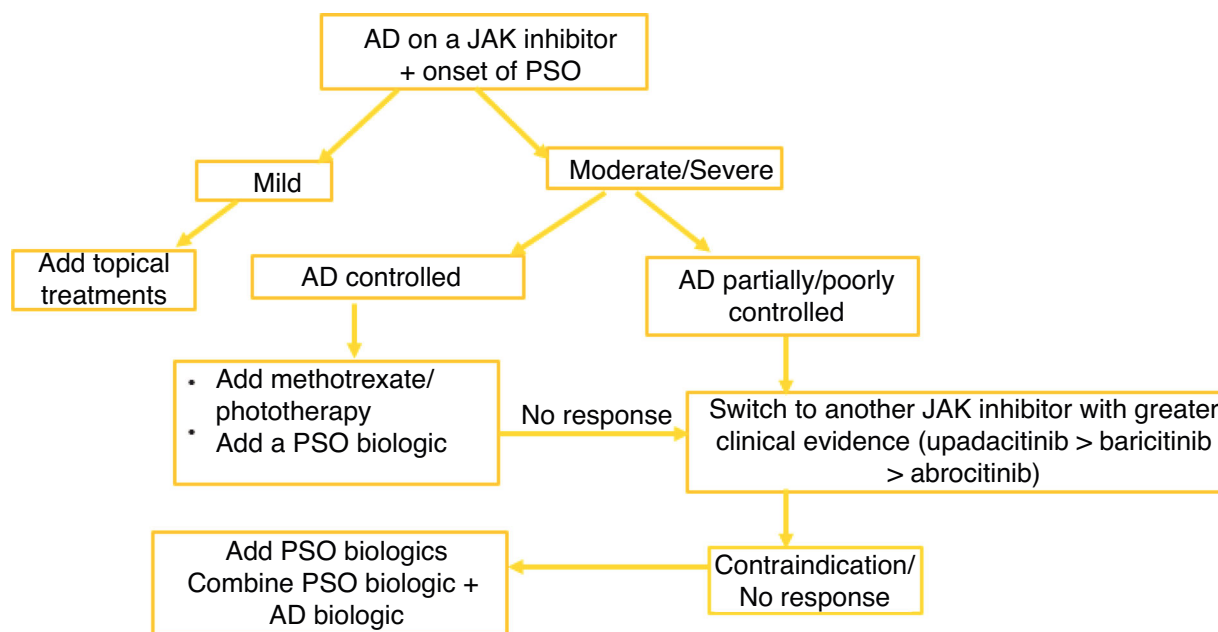 AD on a JAK inhibitor
+ onset of PSO
Mild
Moderate/Severe
Add topical
treatments
AD controlled
AD partially/poorly
controlled
• Add methotrexate/
phototherapy
• Add a PSO biologic
No response
Switch to another JAK inhibitor with greater
clinical evidence (upadacitinib > baricitinib
> abrocitinib)
Add PSO biologics
Combine PSO biologic +
AD biologic
Contraindication/
No response